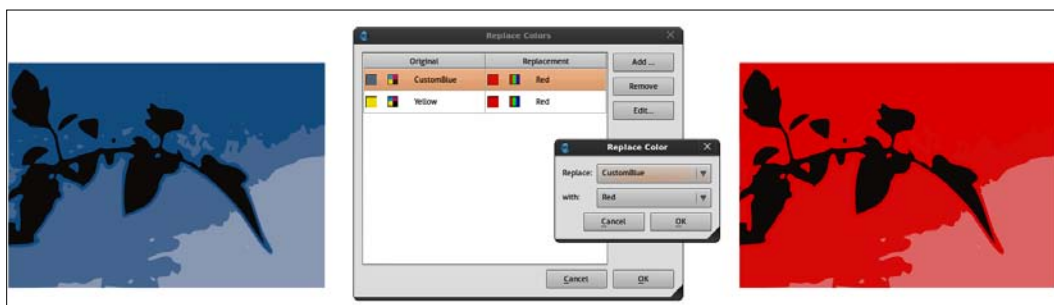 Replace Colors
Original Replacement
CustomBlue Red
Yellow Red
Add ...
Remove
Edit...
Replace Color
Replace: CustomBlue
with: Red
Cancel OK
Cancel OK